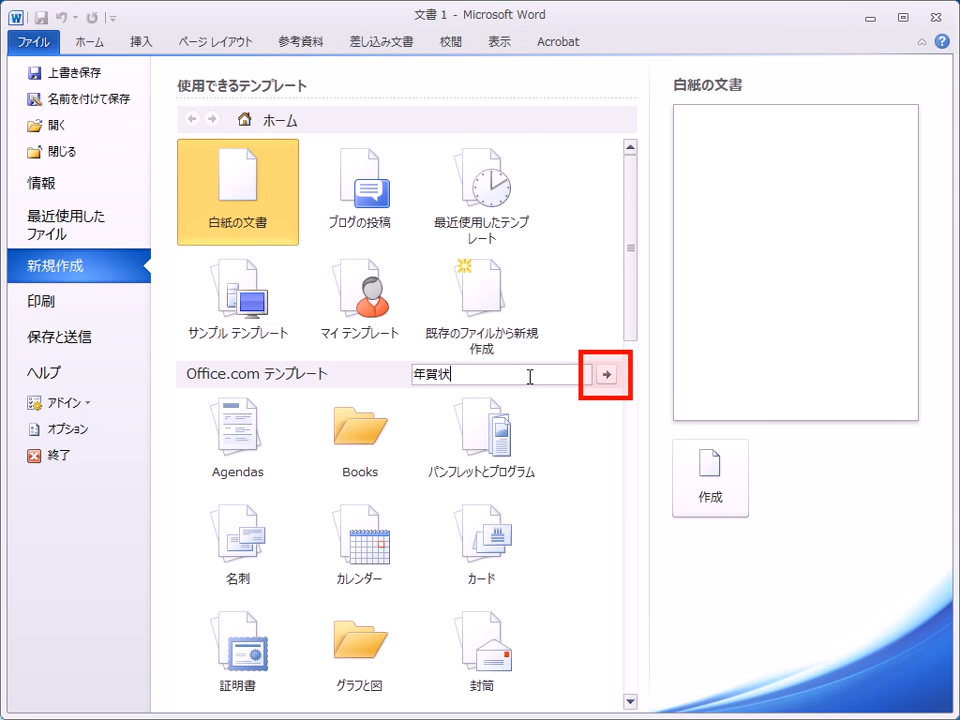 文書 1 - Microsoft Word
ファイル
ホーム
挿入
ページ レイアウト
参考資料
差し込み文書
校閲
表示
Acrobat
上書き保存
名前を付けて保存
開く
閉じる
情報
最近使用した
ファイル
新規作成
印刷
保存と送信
ヘルプ
アドイン
オプション
終了
使用できるテンプレート
ホーム
白紙の文書
ブログの投稿
最近使用したテンプ
レート
サンプル テンプレート
マイ テンプレート
既存のファイルから新規
作成
Office.com テンプレート
年賀状
Agendas
Books
パンフレットとプログラム
名刺
カレンダー
カード
証明書
グラフと図
封筒
白紙の文書
作成